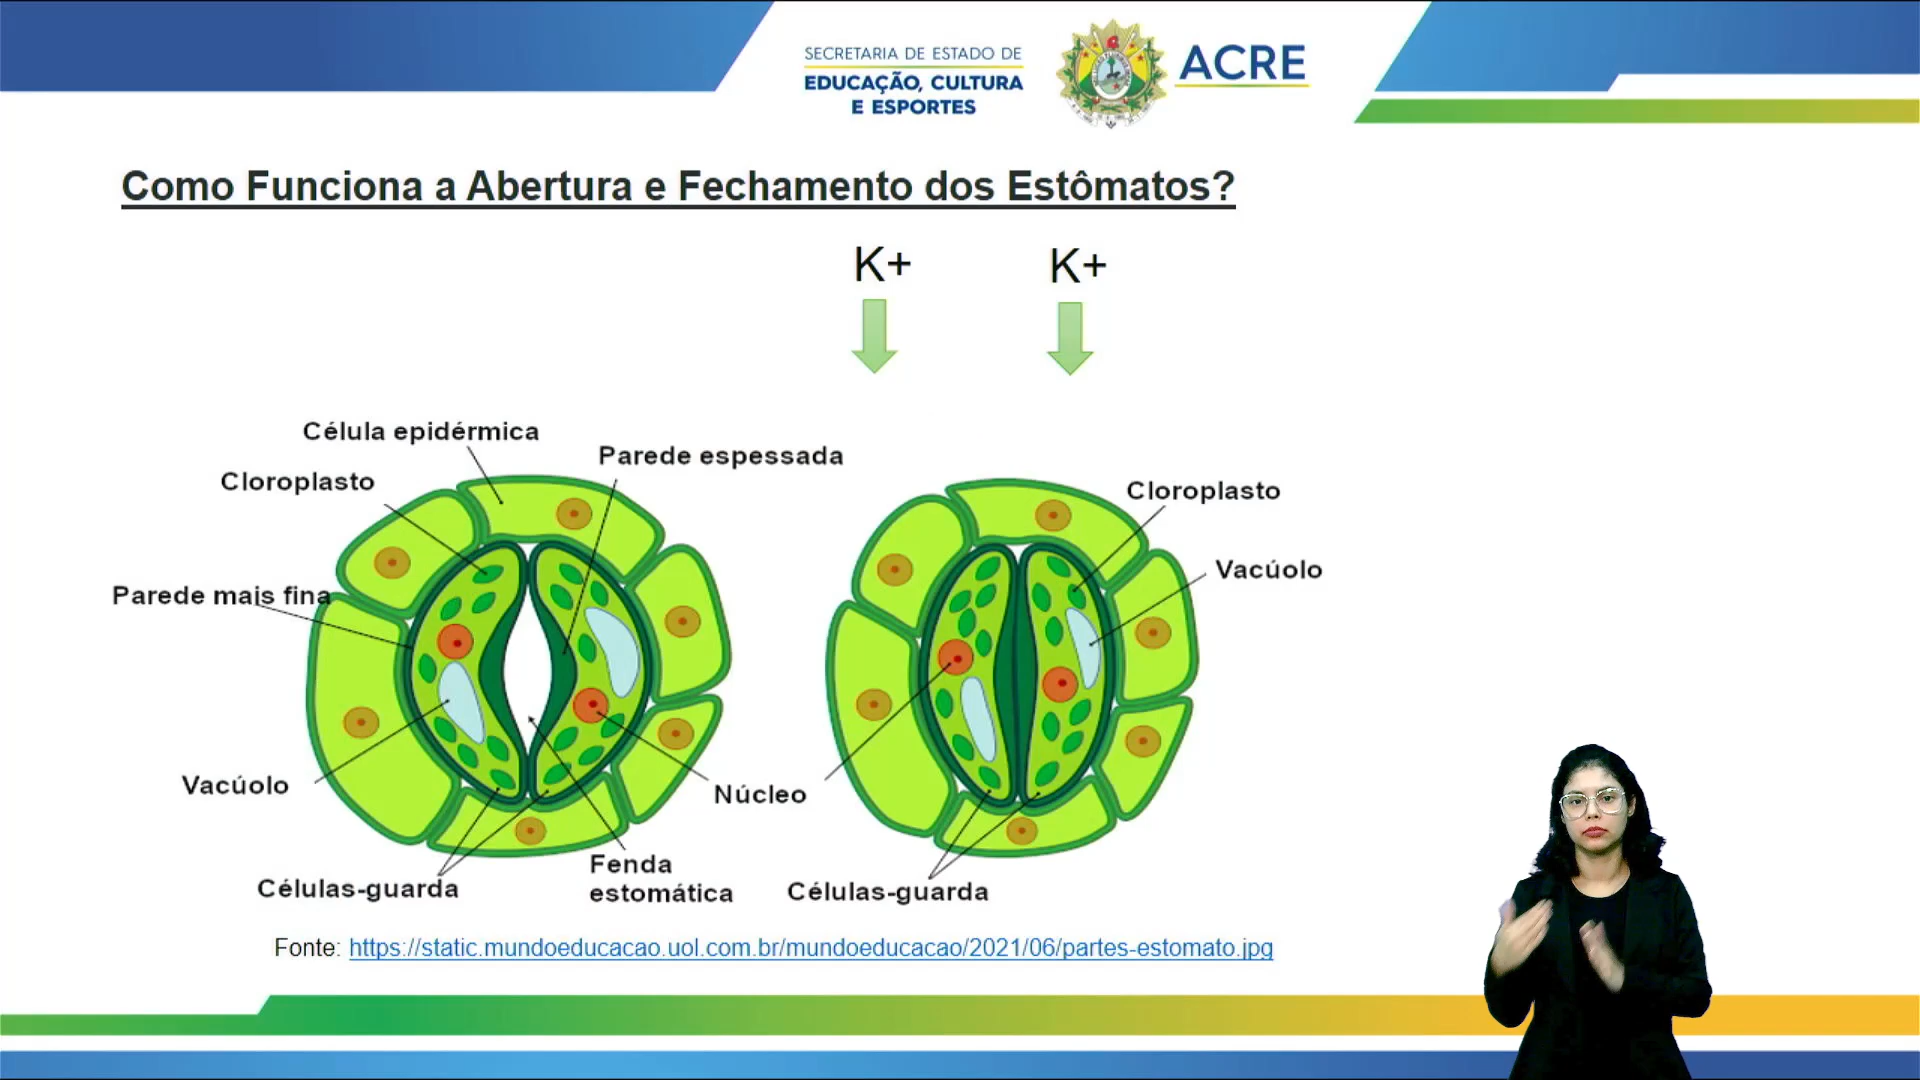 SECRETARIA DE ESTADO DE
EDUCAÇÃO, CULTURA
E ESPORTES
ACRE
Como Funciona a Abertura e Fechamento dos Estômatos?
K+ K+
Célula epidérmica
Parede espessada
Cloroplasto
Cloroplasto
Vacúolo
Parede mais fina
Vacúolo
Núcleo
Fenda
estomática
Células-guarda
Células-guarda
Fonte: https://static.mundoeducacao.uol.com.br/mundoeducacao/2021/06/partes-estomato.jpg